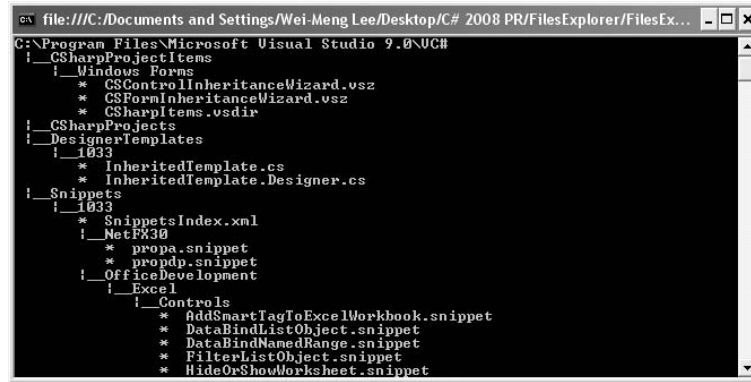 file:///C:/Documents and Settings/Wei-Meng Lee/Desktop/C# 2008 PR/FilesExplorer/FilesEx...
C:\Program Files\Microsoft Visual Studio 9.0\VC#
¦__CSharpProjectItems
¦__Windows Forms
* CSControlInheritanceWizard.vsz
* CSFormInheritanceWizard.vsz
* CSharpItems.vsdir
¦__CSharpProjects
¦__DesignerTemplates
¦__1033
* InheritedTemplate.cs
* InheritedTemplate.Designer.cs
¦__Snippets
¦__1033
* SnippetsIndex.xml
¦__NetFX30
* propa.snippet
* propdp.snippet
¦__OfficeDevelopment
¦__Excel
¦__Controls
* AddSmartTagToExcelWorkbook.snippet
* DataBindListObject.snippet
* DataBindNamedRange.snippet
* FilterListObject.snippet
* HideOrShowWorksheet.snippet